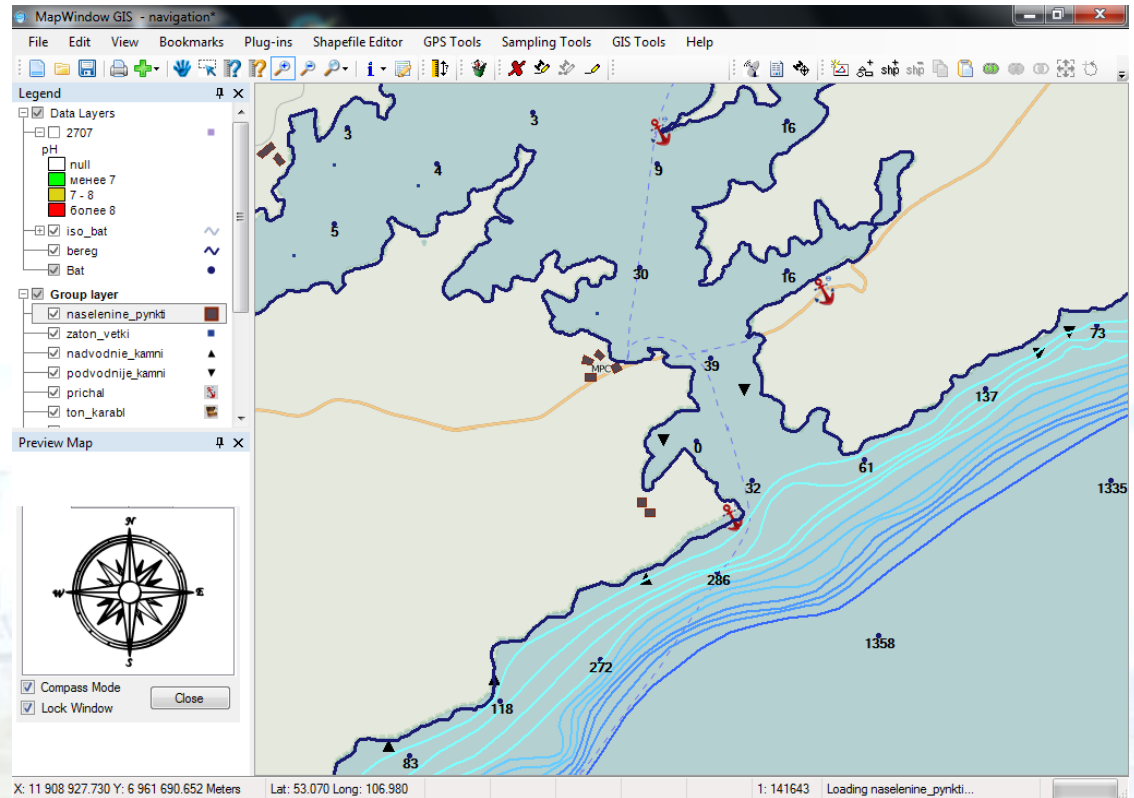 MapWindow GIS - navigation*
File Edit View Bookmarks Plug-ins Shapefile Editor GPS Tools Sampling Tools GIS Tools Help
shp shp
Legend
Data Layers
2707
pH
null
менее 7
7 - 8
более 8
iso_bat
bereg
Bat
Group layer
naselenine_pynkti
zaton_vetki
nadvodnie_kamni
podvodnije_kamni
prichal
ton_karabl
Preview Map
N
W E
S
Compass Mode
Lock Window
Close
3
3
16
4
9
5
30
16
73
39
МРС
137
0
61
32
1335
286
1358
272
118
83
X: 11 908 927.730 Y: 6 961 690.652 Meters Lat: 53.070 Long: 106.980 1: 141643 Loading naselenine_pynkti...